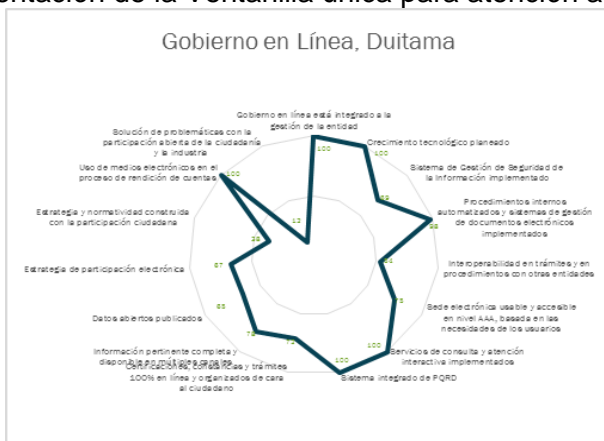 entación de la Ventanilla única para atención a
Gobierno en Línea, Duitama
Gobierno en línea está integrado a la
gestión de la entidad
100
Crecimiento tecnológico planeado
100
Sistema de Gestión de Seguridad de
la Información implementado
Procedimientos internos
automatizados y sistemas de gestión
de documentos electrónicos
implementados
98
Interoperabilidad en trámites y en
procedimientos con otras entidades
Sede electrónica usable y accesible
en nivel AAA, basada en las
necesidades de los usuarios
Servicios de consulta y atención
interactiva implementados
100
Sistema integrado de PQRD
100
Certificaciones, constancias y trámites
100% en línea y organizados de cara
al ciudadano
Información pertinente completa y
disponible en múltiples canales
Datos abiertos publicados
Estrategia de participación electrónica
67
Estrategia y normatividad construida
con la participación ciudadana
Uso de medios electrónicos en el
proceso de rendición de cuentas
100
Solución de problemáticas con la
participación abierta de la ciudadanía
y la industria